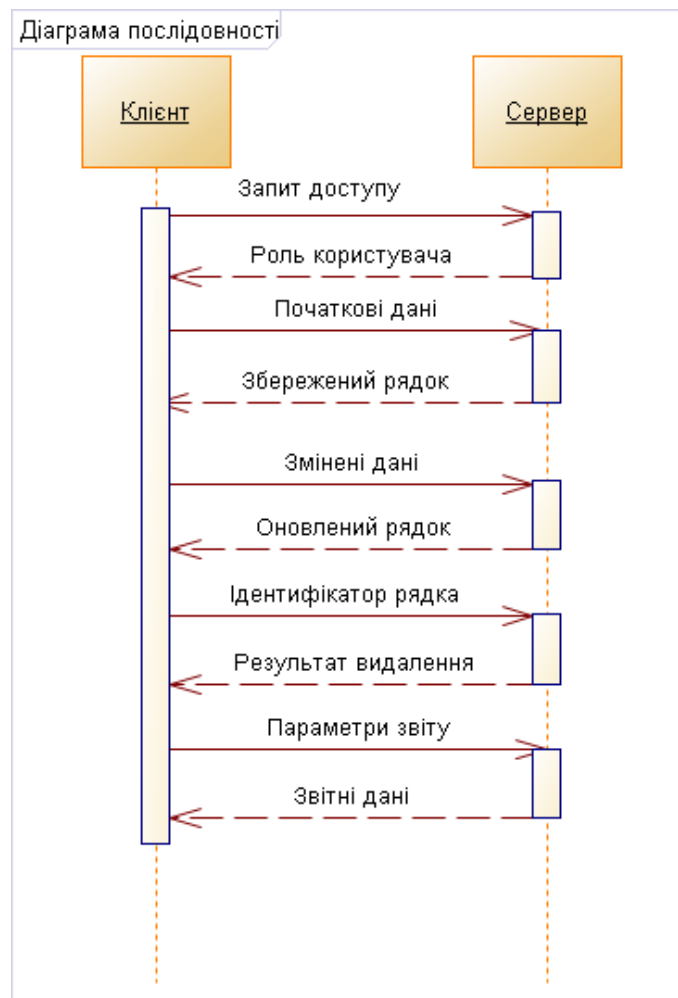 Діаграма послідовності
Клієнт
Сервер
Запит доступу
Роль користувача
Початкові дані
Збережений рядок
Змінені дані
Оновлений рядок
Ідентифікатор рядка
Результат видалення
Параметри звіту
Звітні дані